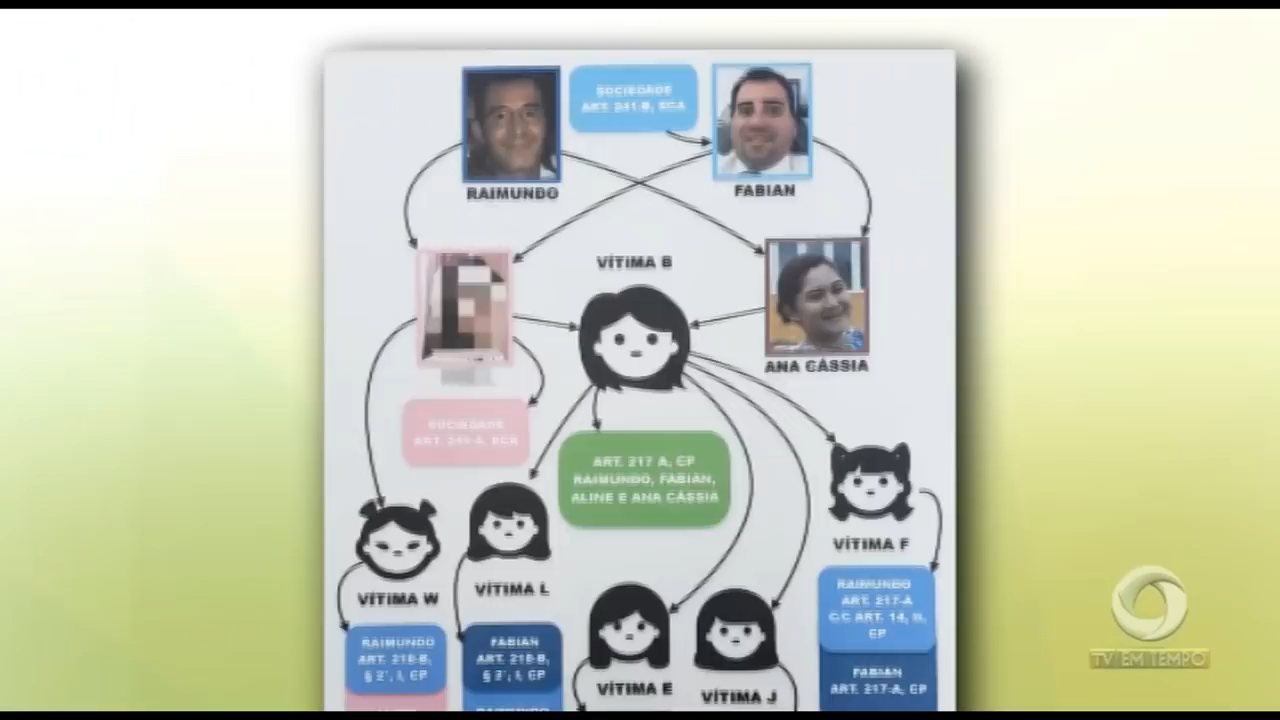 SOCIEDADE
ART. 241-B, ECA
RAIMUNDO
FABIAN
VÍTIMA B
ANA CÁSSIA
SOCIEDADE
ART. 241-A, ECA
ART. 217 A, CP
RAIMUNDO, FABIAN,
ALINE E ANA CÁSSIA
VÍTIMA F
VÍTIMA L
VÍTIMA W
RAIMUNDO
ART. 217-A
C/C ART. 14, II,
CP
RAIMUNDO
ART. 218-B,
§ 2°, I, CP
FABIAN
ART. 218-B,
§ 2°, I, CP
FABIAN
ART. 217-A, CP
VÍTIMA E
VÍTIMA J
TV EM TEMPO